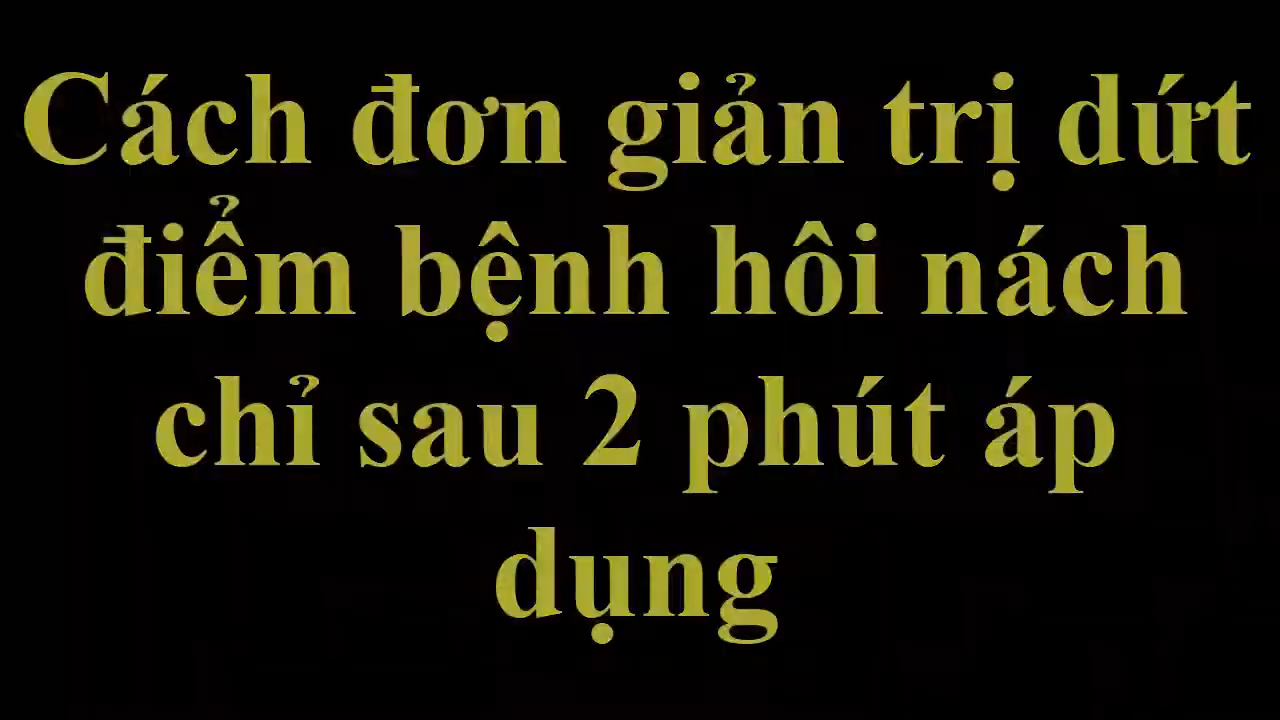 Cách đơn giản trị dứt
điểm bệnh hôi nách
chỉ sau 2 phút áp
dụng